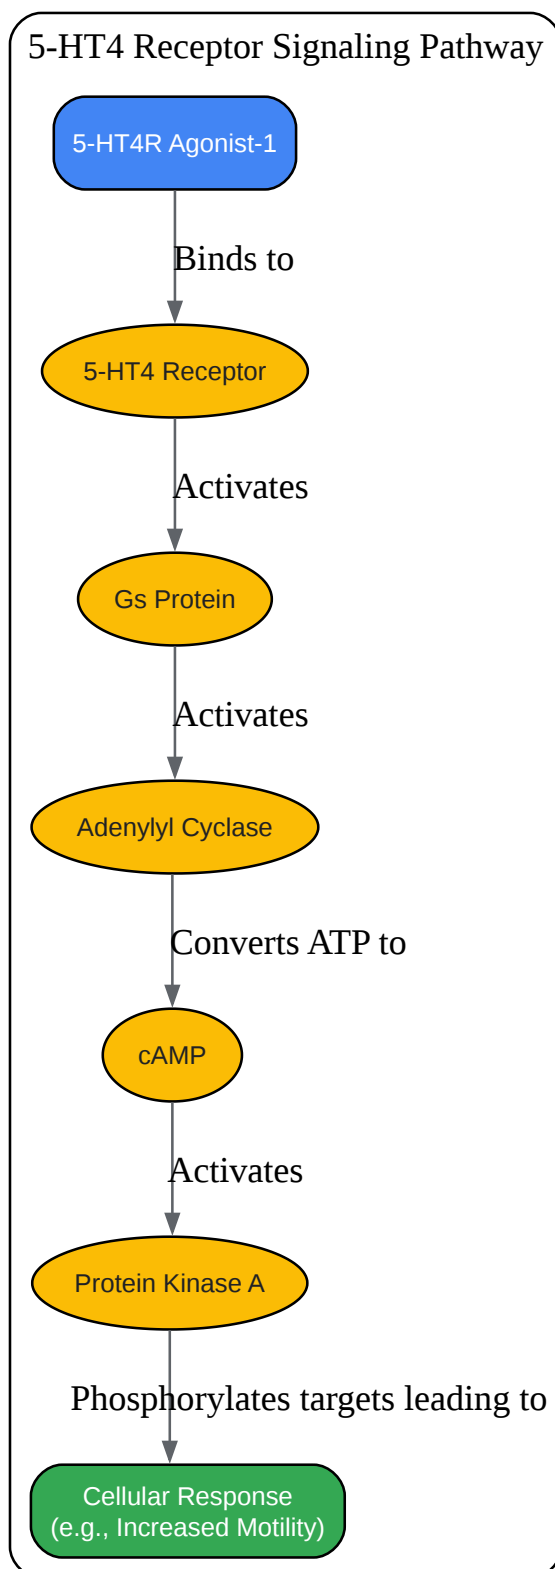 5-HT4 Receptor Signaling Pathway
5-HT4R Agonist-1
Binds to
5-HT4 Receptor
Activates
Gs Protein
Activates
Adenylyl Cyclase
Converts ATP to
cAMP
Activates
Protein Kinase A
Phosphorylates targets leading to
Cellular Response
(e.g., Increased Motility)